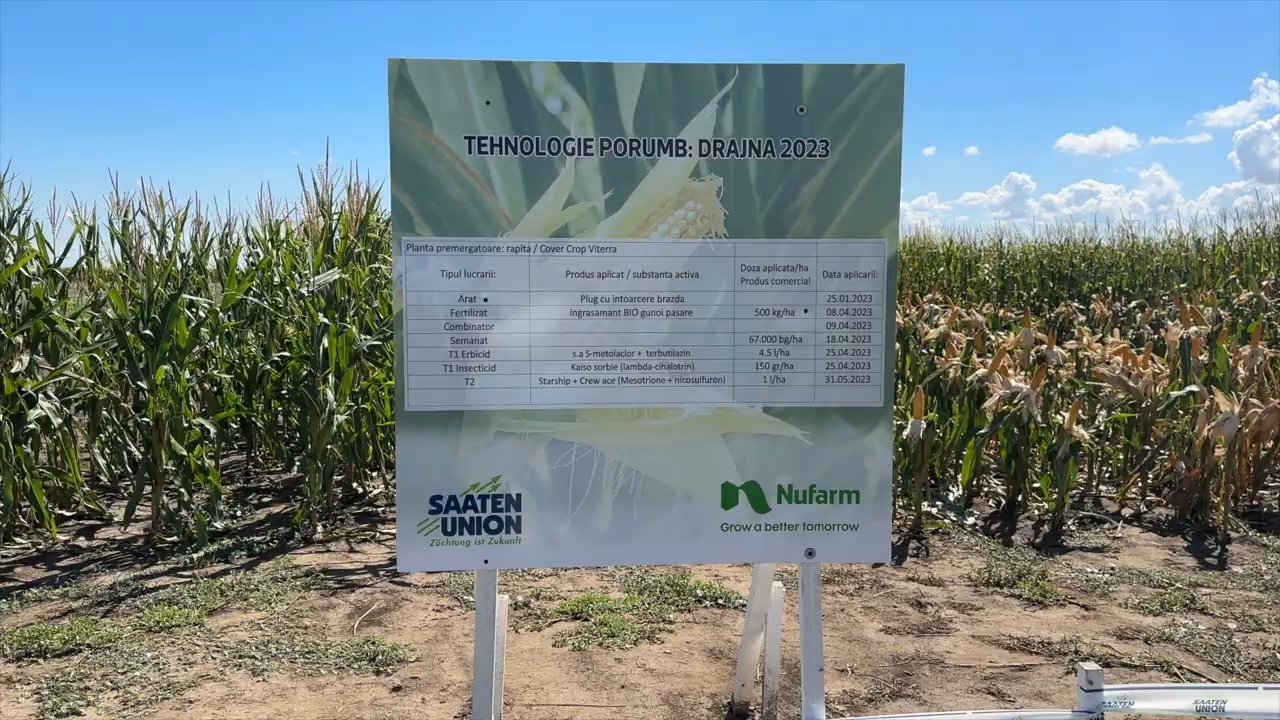 TEHNOLOGIE PORUMB: DRAJNA 2023
Planta premergatoare: rapita / Cover Crop Viterra
Tipul lucrarii: Produs aplicat / substanta activa Doza aplicata/ha Produs comercial Data aplicarii:
Arat Plug cu intoarcere brazda 25.01.2023
Fertilizat Ingrasamant BIO gunoi pasare 500 kg/ha 08.04.2023
Combinator 09.04.2023
Semanat 67.000 bg/ha 18.04.2023
T1 Erbicid s.a S-metolaclor + terbutilazin 4.5 l/ha 25.04.2023
T1 Insecticid Kaiso sorbie (lambda-cihalotrin) 150 gr/ha 25.04.2023
T2 Starship + Crew ace (Mesotrione + nicosulfuron) 1 l/ha 31.05.2023
SAATEN
UNION
Züchtung ist Zukunft
Nufarm
Grow a better tomorrow
SAATEN
SAATEN
UNION